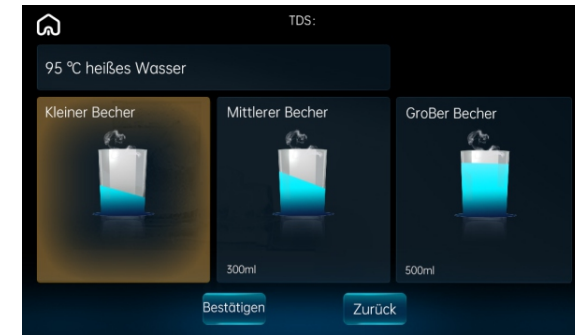 TDS:
95 ℃ heißes Wasser
Kleiner Becher
Mittlerer Becher
GroBer Becher
300ml
500ml
Bestätigen
Zurück